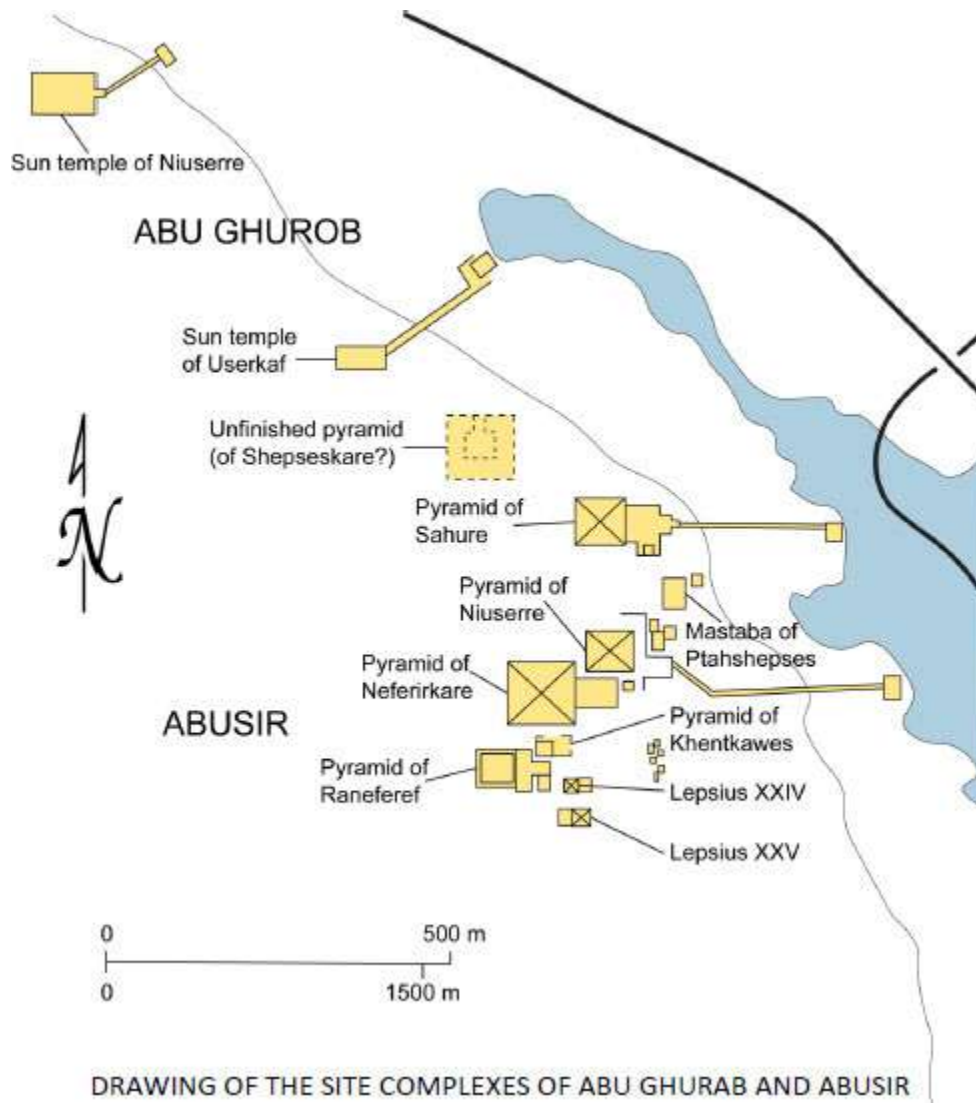 Sun temple of Niuserre
ABU GHUROB
Sun temple
of Userkaf
Unfinished pyramid
(of Shepseskare?)
Pyramid of
Sahure
N
Pyramid of
Niuserre
Mastaba of
Ptahshepses
Pyramid of
Neferirkare
ABUSIR
Pyramid of
Khentkawes
Pyramid of
Raneferef
Lepsius XXIV
Lepsius XXV
0 500 m
0 1500 m
DRAWING OF THE SITE COMPLEXES OF ABU GHURAB AND ABUSIR